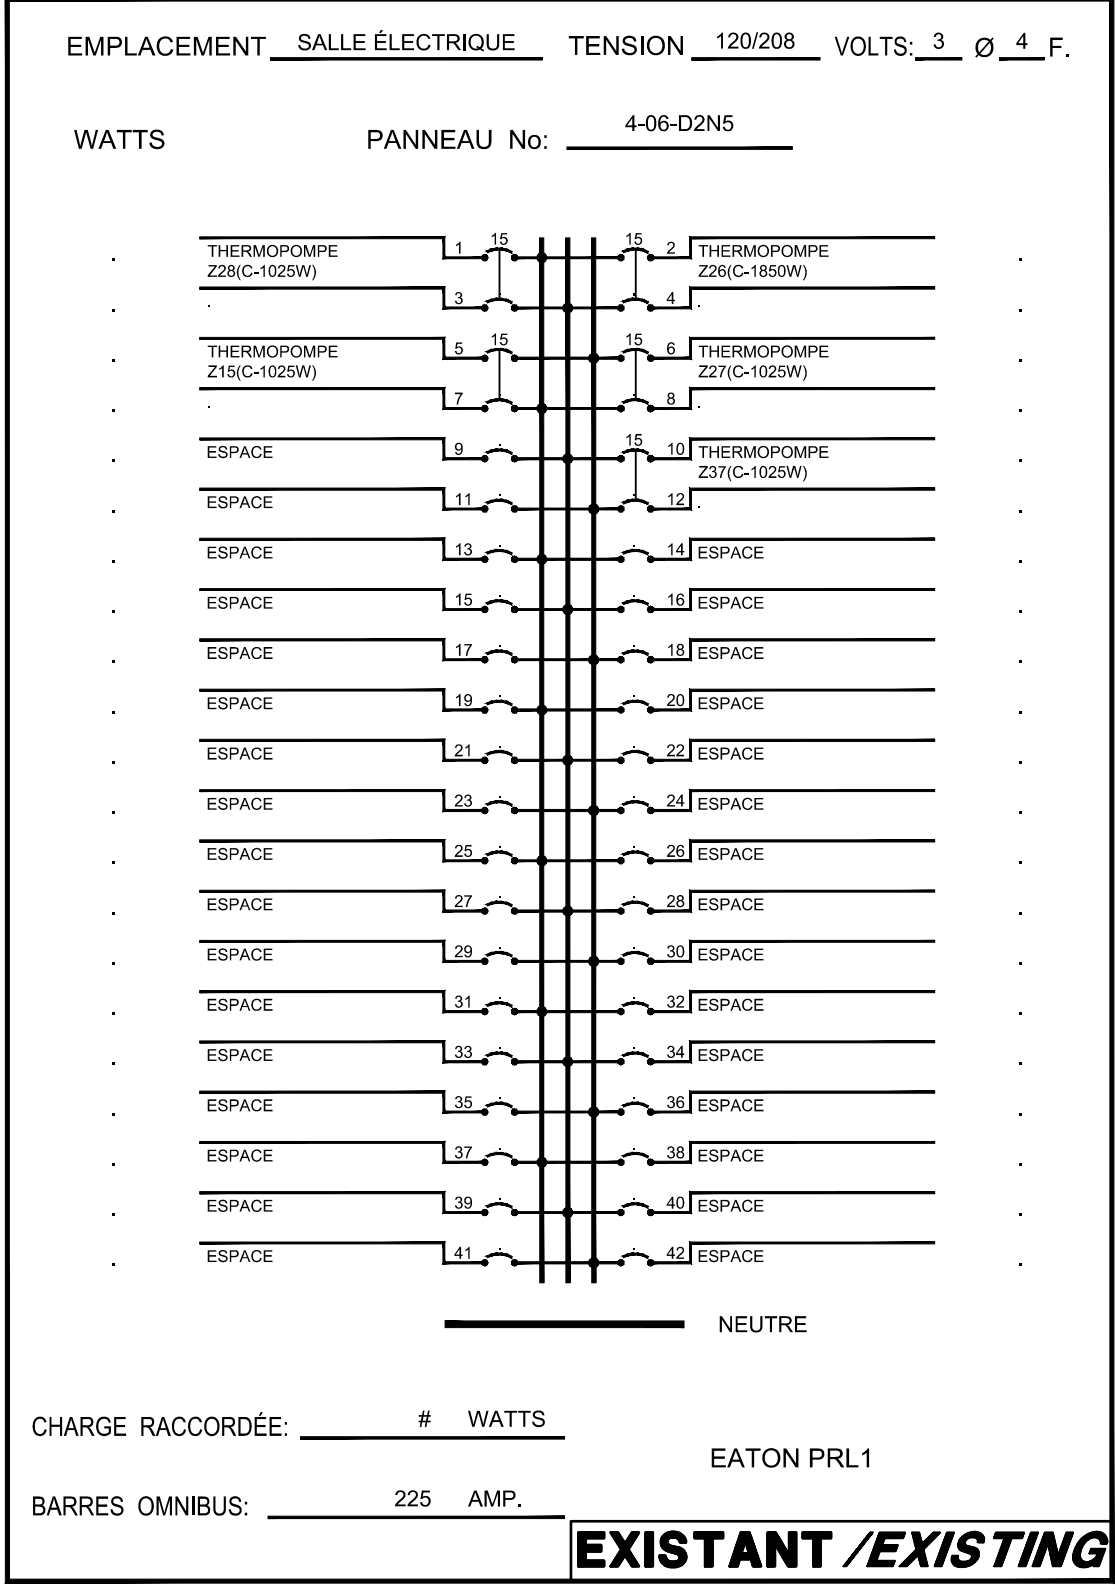 EMPLACEMENT SALLE ÉLECTRIQUE TENSION 120/208 VOLTS: 3 Ø 4 F.
WATTS PANNEAU No: 4-06-D2N5
THERMOPOMPE 1 15 15 2 THERMOPOMPE
Z28(C-1025W) Z26(C-1850W)
. 3 4 .
THERMOPOMPE 5 15 15 6 THERMOPOMPE
Z15(C-1025W) Z27(C-1025W)
. 7 8 .
ESPACE 9 15 10 THERMOPOMPE
Z37(C-1025W)
ESPACE 11 12 .
ESPACE 13 14 ESPACE
ESPACE 15 16 ESPACE
ESPACE 17 18 ESPACE
ESPACE 19 20 ESPACE
ESPACE 21 22 ESPACE
ESPACE 23 24 ESPACE
ESPACE 25 26 ESPACE
ESPACE 27 28 ESPACE
ESPACE 29 30 ESPACE
ESPACE 31 32 ESPACE
ESPACE 33 34 ESPACE
ESPACE 35 36 ESPACE
ESPACE 37 38 ESPACE
ESPACE 39 40 ESPACE
ESPACE 41 42 ESPACE
NEUTRE
CHARGE RACCORDÉE: # WATTS
EATON PRL1
BARRES OMNIBUS: 225 AMP.
EXISTANT /EXISTING